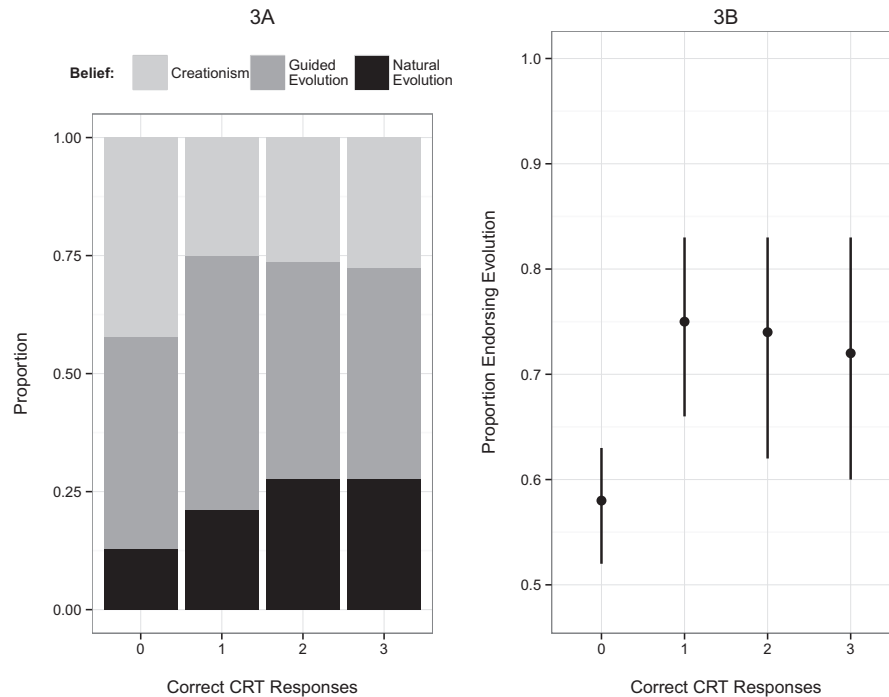 3A
Belief: Creationism Guided Evolution Natural Evolution
Proportion
1.00
0.75
0.50
0.25
0.00
0 1 2 3
Correct CRT Responses
3B
Proportion Endorsing Evolution
1.0
0.9
0.8
0.7
0.6
0.5
0 1 2 3
Correct CRT Responses